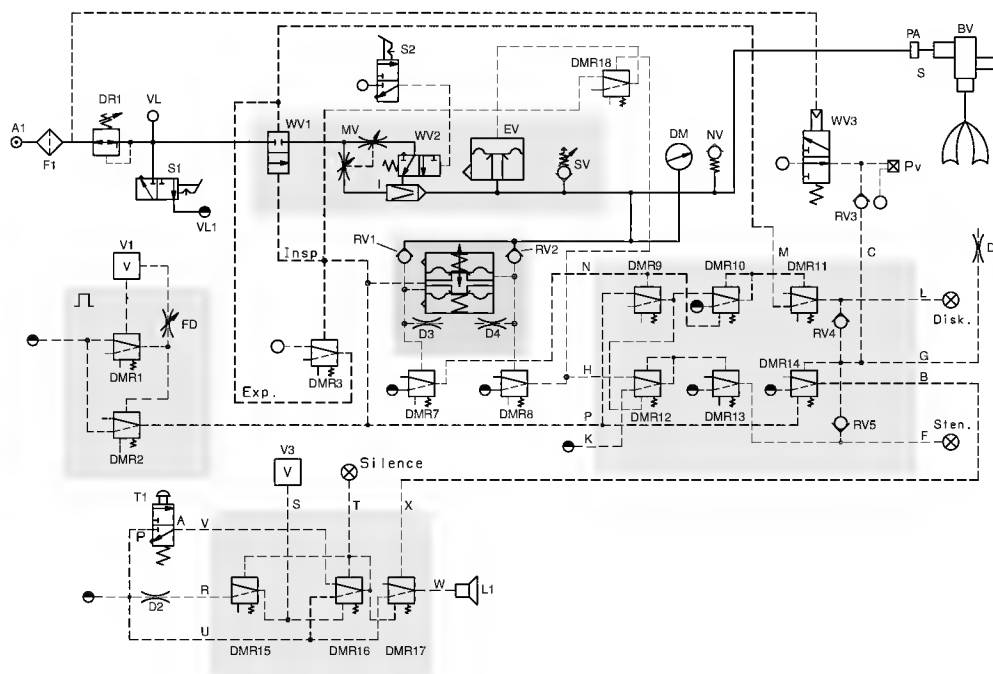 PA
BV
S2
DMR18
S
DR1
VL
WV1
MV
WV2
EV
DM
NV
WV3
A1
SV
Pv
F1
S1
I
RV3
VL1
Insp.
RV1
RV2
M
C
D
V1
V
N
DMR9
DMR10
DMR11
L
Disk.
FD
D3
D4
RV4
DMR1
DMR3
H
DMR14
G
B
Exp.
DMR7
DMR8
P
DMR12
DMR13
RV5
K
F
Sten.
DMR2
V3
V
Silence
T1
S
T
X
P
A
V
R
W
L1
D2
U
DMR15
DMR16
DMR17